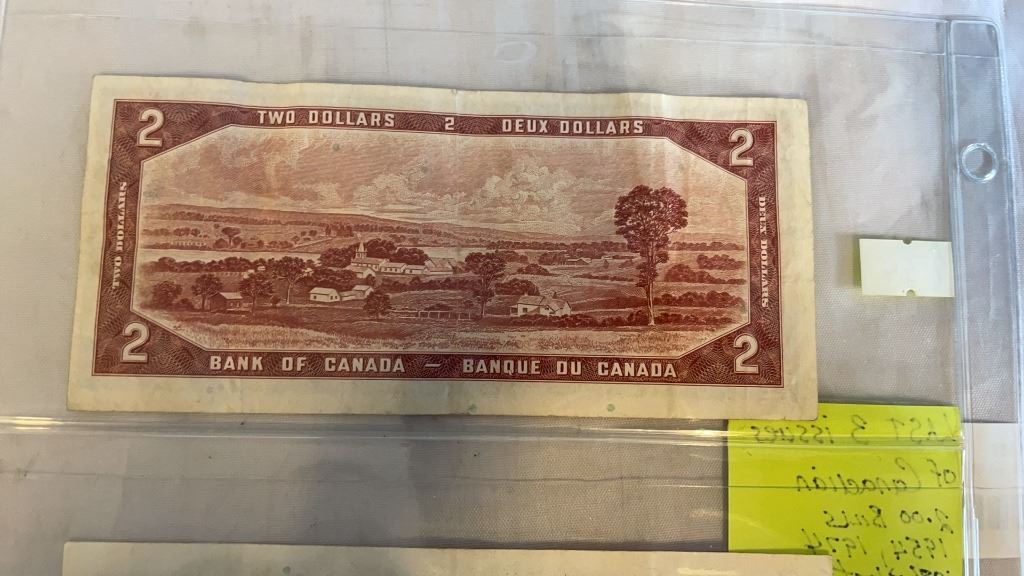 2 TWO DOLLARS 2 DEUX DOLLARS 2
TWO DOLLARS
DEUX DOLLARS
2 BANK OF CANADA — BANQUE DU CANADA 2
LAST 3 issues
of Canadian
2.00 Bills
1954, 1974